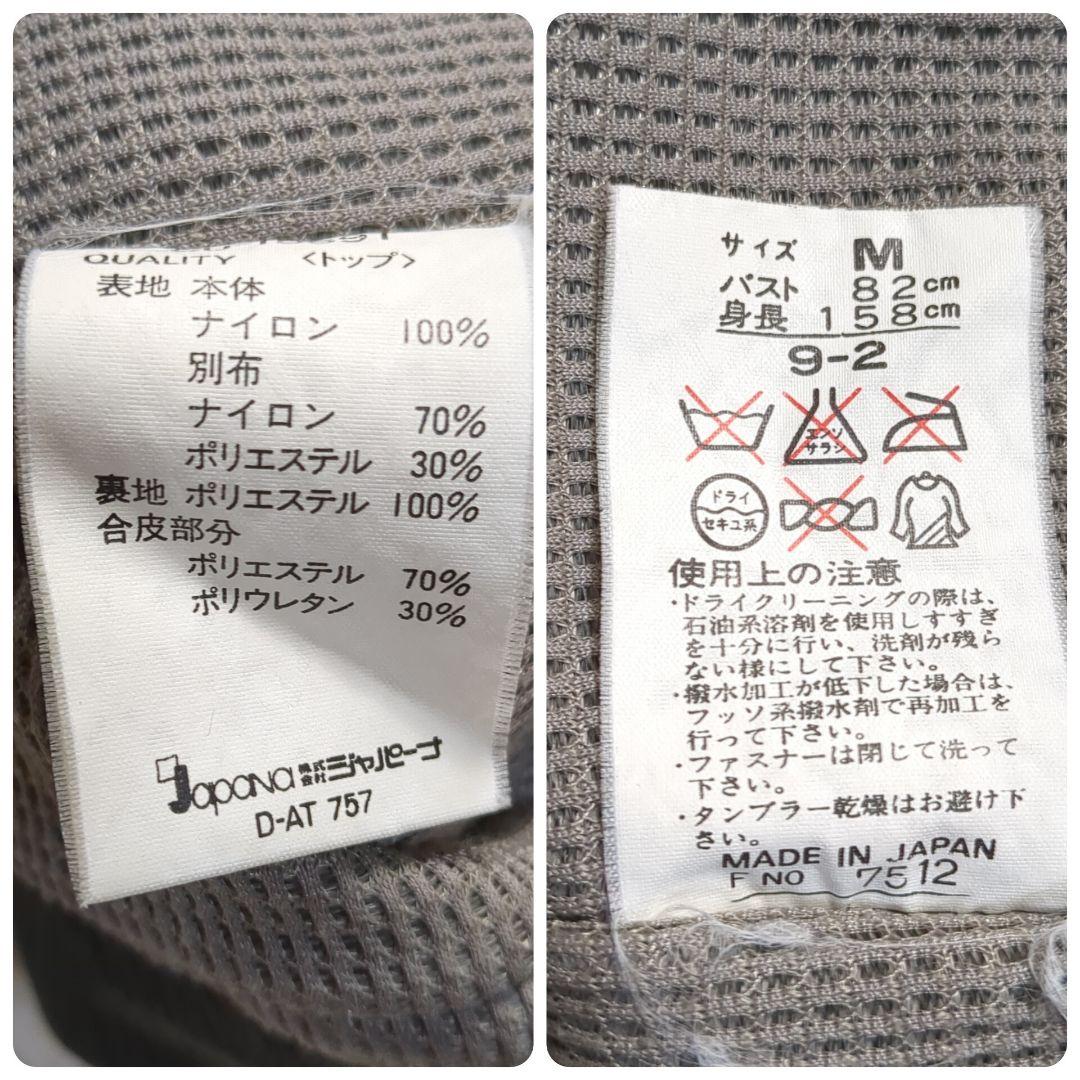 QUALITY 〈トップ〉
表地 本体
ナイロン 100%
別布
ナイロン 70%
ポリエステル 30%
裏地 ポリエステル 100%
合皮部分
ポリエステル 70%
ポリウレタン 30%
Japana 株式会社 ジャパーナ
D-AT 757
サイズ M
バスト 82cm
身長 158cm
9-2
エンソ
サラシ
ドライ
セキユ系
使用上の注意
・ドライクリーニングの際は、
石油系溶剤を使用しすすぎ
を十分に行い、洗剤が残ら
ない様にして下さい。
・撥水加工が低下した場合は、
フッソ系撥水剤で再加工を
行って下さい。
・ファスナーは閉じて洗って
下さい。
・タンブラー乾燥はお避け下
さい。
MADE IN JAPAN
F NO 7512